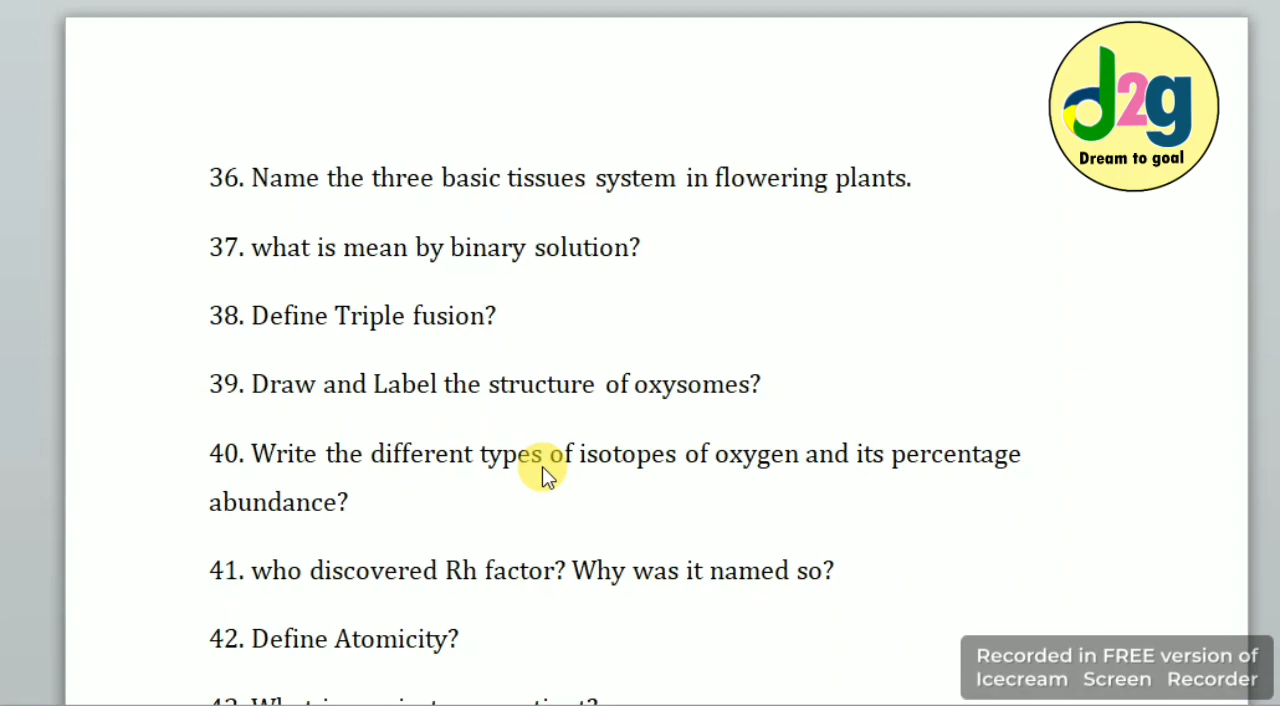 d2g
Dream to goal
36. Name the three basic tissues system in flowering plants.
37. what is mean by binary solution?
38. Define Triple fusion?
39. Draw and Label the structure of oxysomes?
40. Write the different types of isotopes of oxygen and its percentage
abundance?
41. who discovered Rh factor? Why was it named so?
42. Define Atomicity?
Recorded in FREE version of
Icecream Screen Recorder